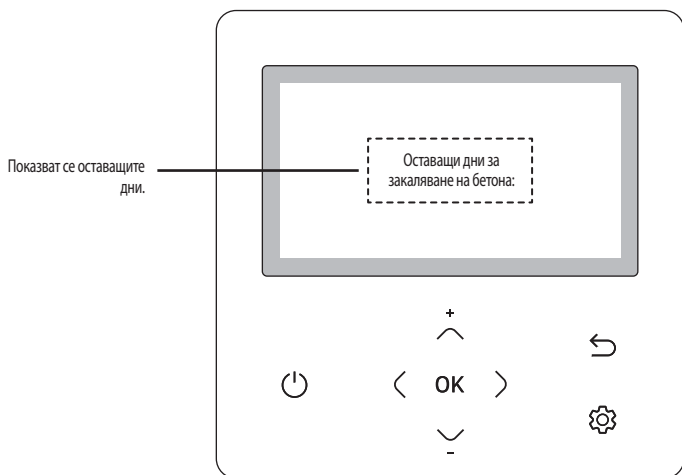 Показват се оставащите
дни.
Оставащи дни за
закаляване на бетона:
+
OK
-